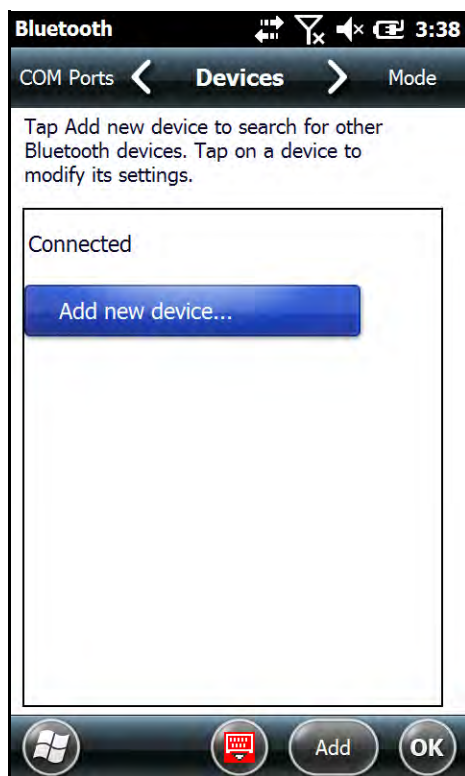 Bluetooth 3:38
COM Ports Devices Mode
Tap Add new device to search for other
Bluetooth devices. Tap on a device to
modify its settings.
Connected
Add new device...
Add OK